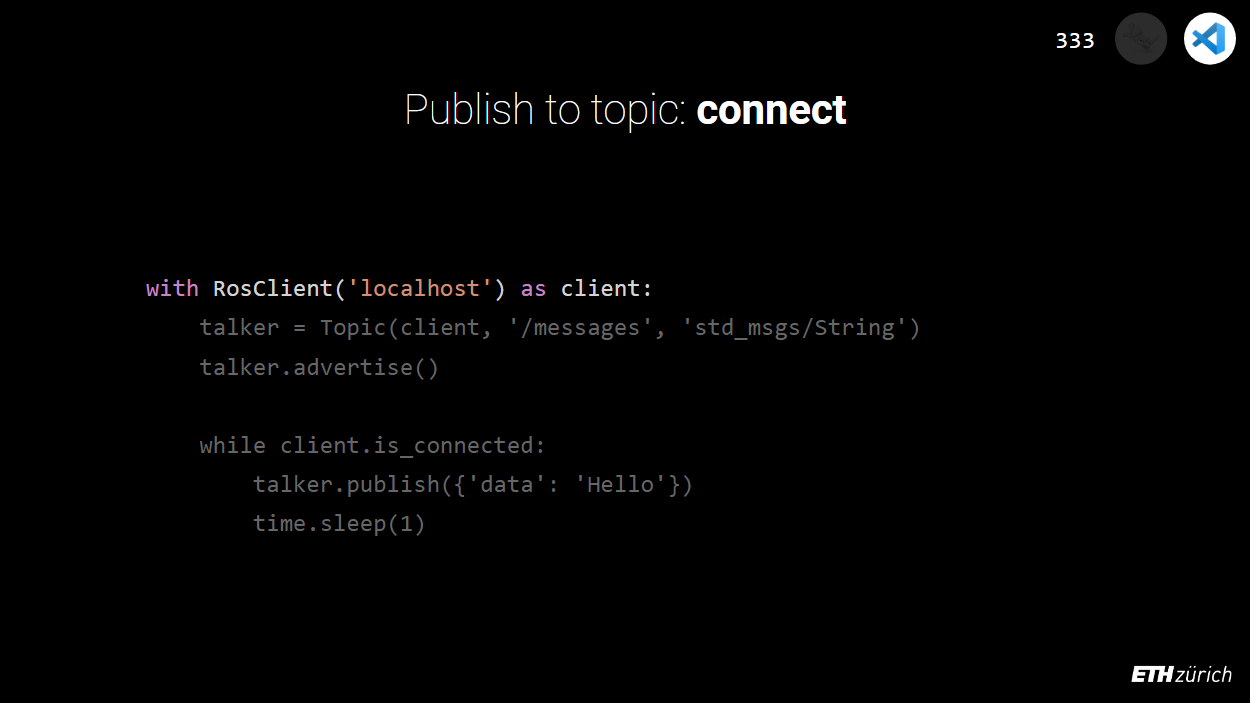 333
Publish to topic: connect
with RosClient('localhost') as client:
    talker = Topic(client, '/messages', 'std_msgs/String')
    talker.advertise()
    while client.is_connected:
        talker.publish({'data': 'Hello'})
        time.sleep(1)
ETH zürich